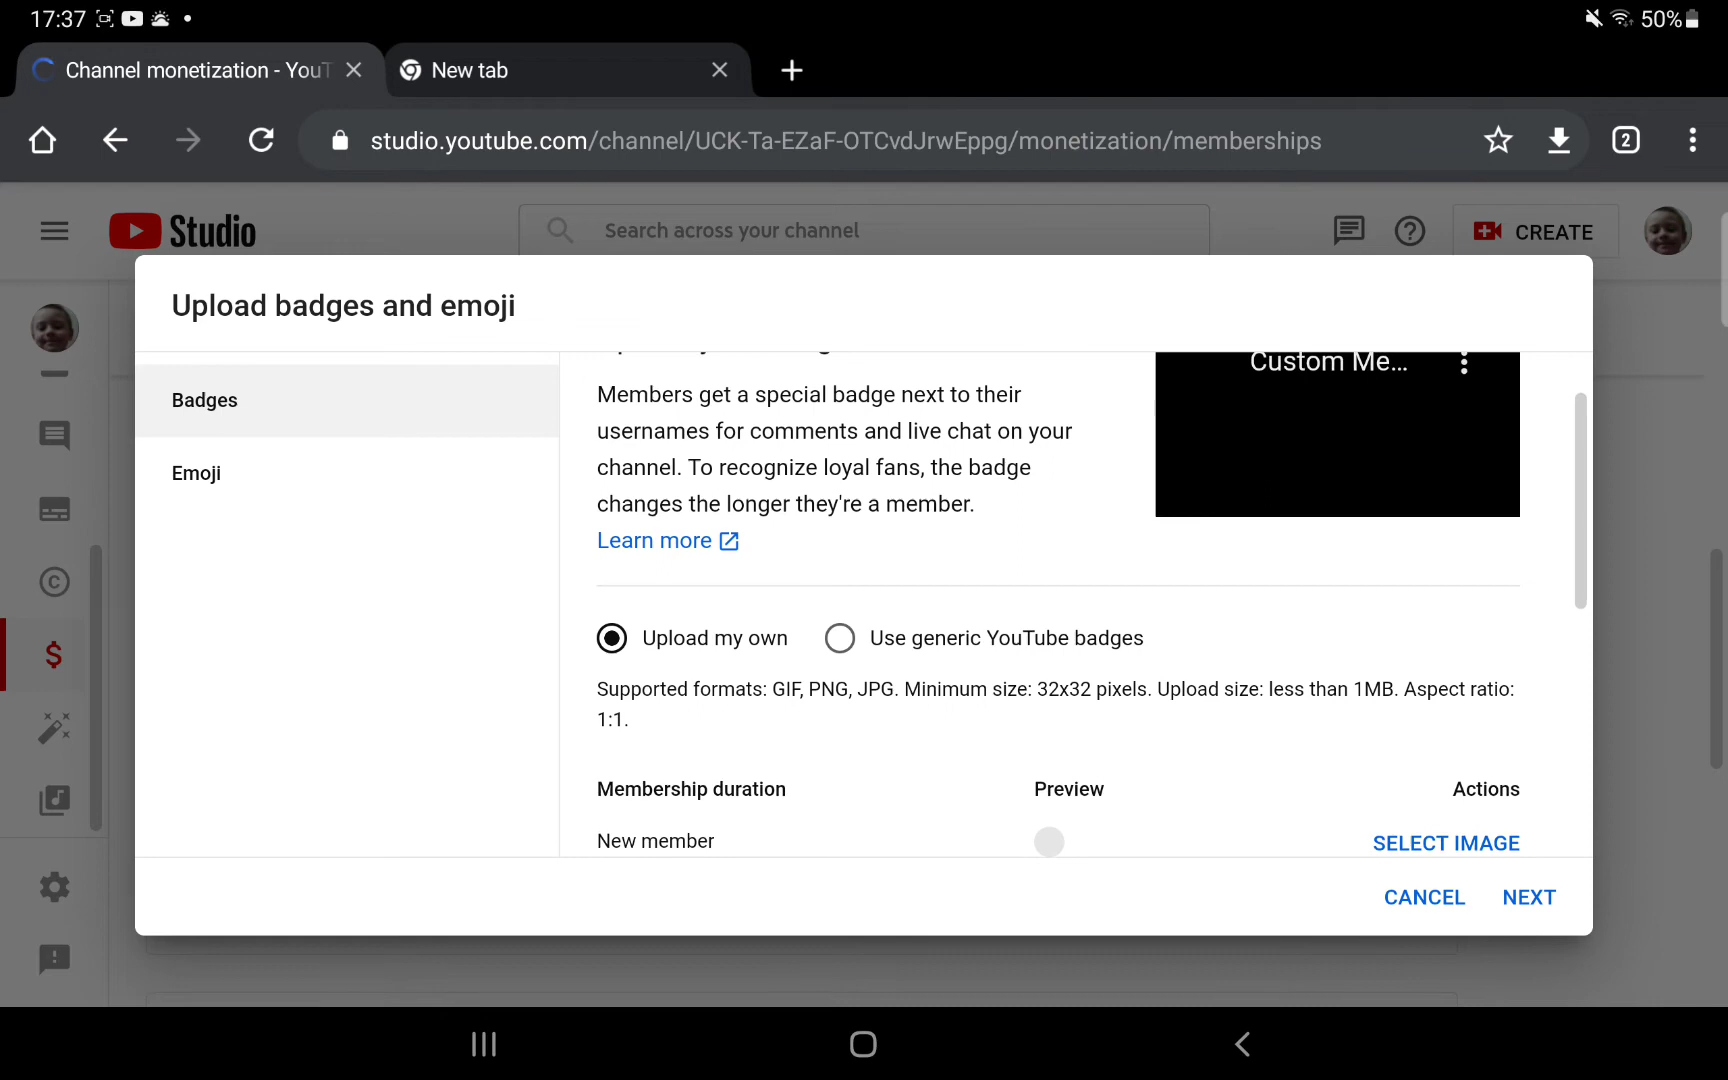 17:37
50%
Channel monetization - YouT
New tab
studio.youtube.com/channel/UCK-Ta-EZaF-OTCvdJrwEppg/monetization/memberships
2
Studio
Search across your channel
CREATE
Upload badges and emoji
Badges
Emoji
Custom Me...
Members get a special badge next to their
usernames for comments and live chat on your
channel. To recognize loyal fans, the badge
changes the longer they're a member.
Learn more
Upload my own
Use generic YouTube badges
Supported formats: GIF, PNG, JPG. Minimum size: 32x32 pixels. Upload size: less than 1MB. Aspect ratio:
1:1.
Membership duration
Preview
Actions
New member
SELECT IMAGE
CANCEL
NEXT